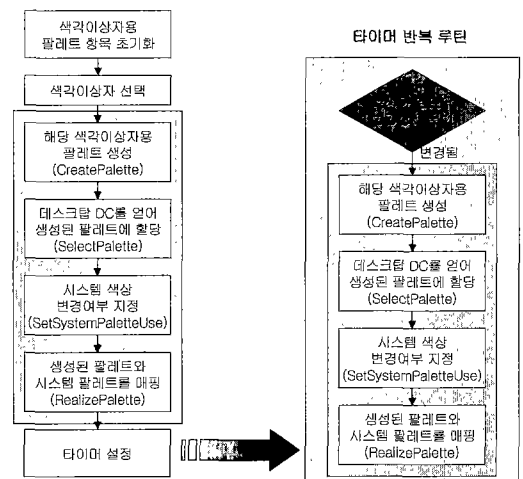 색각이상자용
팔레트 항목 초기화
색각이상자 선택
해당 색각이상자용
팔레트 생성
(CreatePalette)
데스크탑 DC를 얻어
생성된 팔레트에 할당
(SelectPalette)
시스템 색상
변경여부 지정
(SetSystemPaletteUse)
생성된 팔레트와
시스템 팔레트를 매핑
(RealizePalette)
타이머 설정
타이머 반복 루틴
변경됨
해당 색각이상자용
팔레트 생성
(CreatePalette)
데스크탑 DC를 얻어
생성된 팔레트에 할당
(SelectPalette)
시스템 색상
변경여부 지정
(SetSystemPaletteUse)
생성된 팔레트와
시스템 팔레트를 매핑
(RealizePalette)